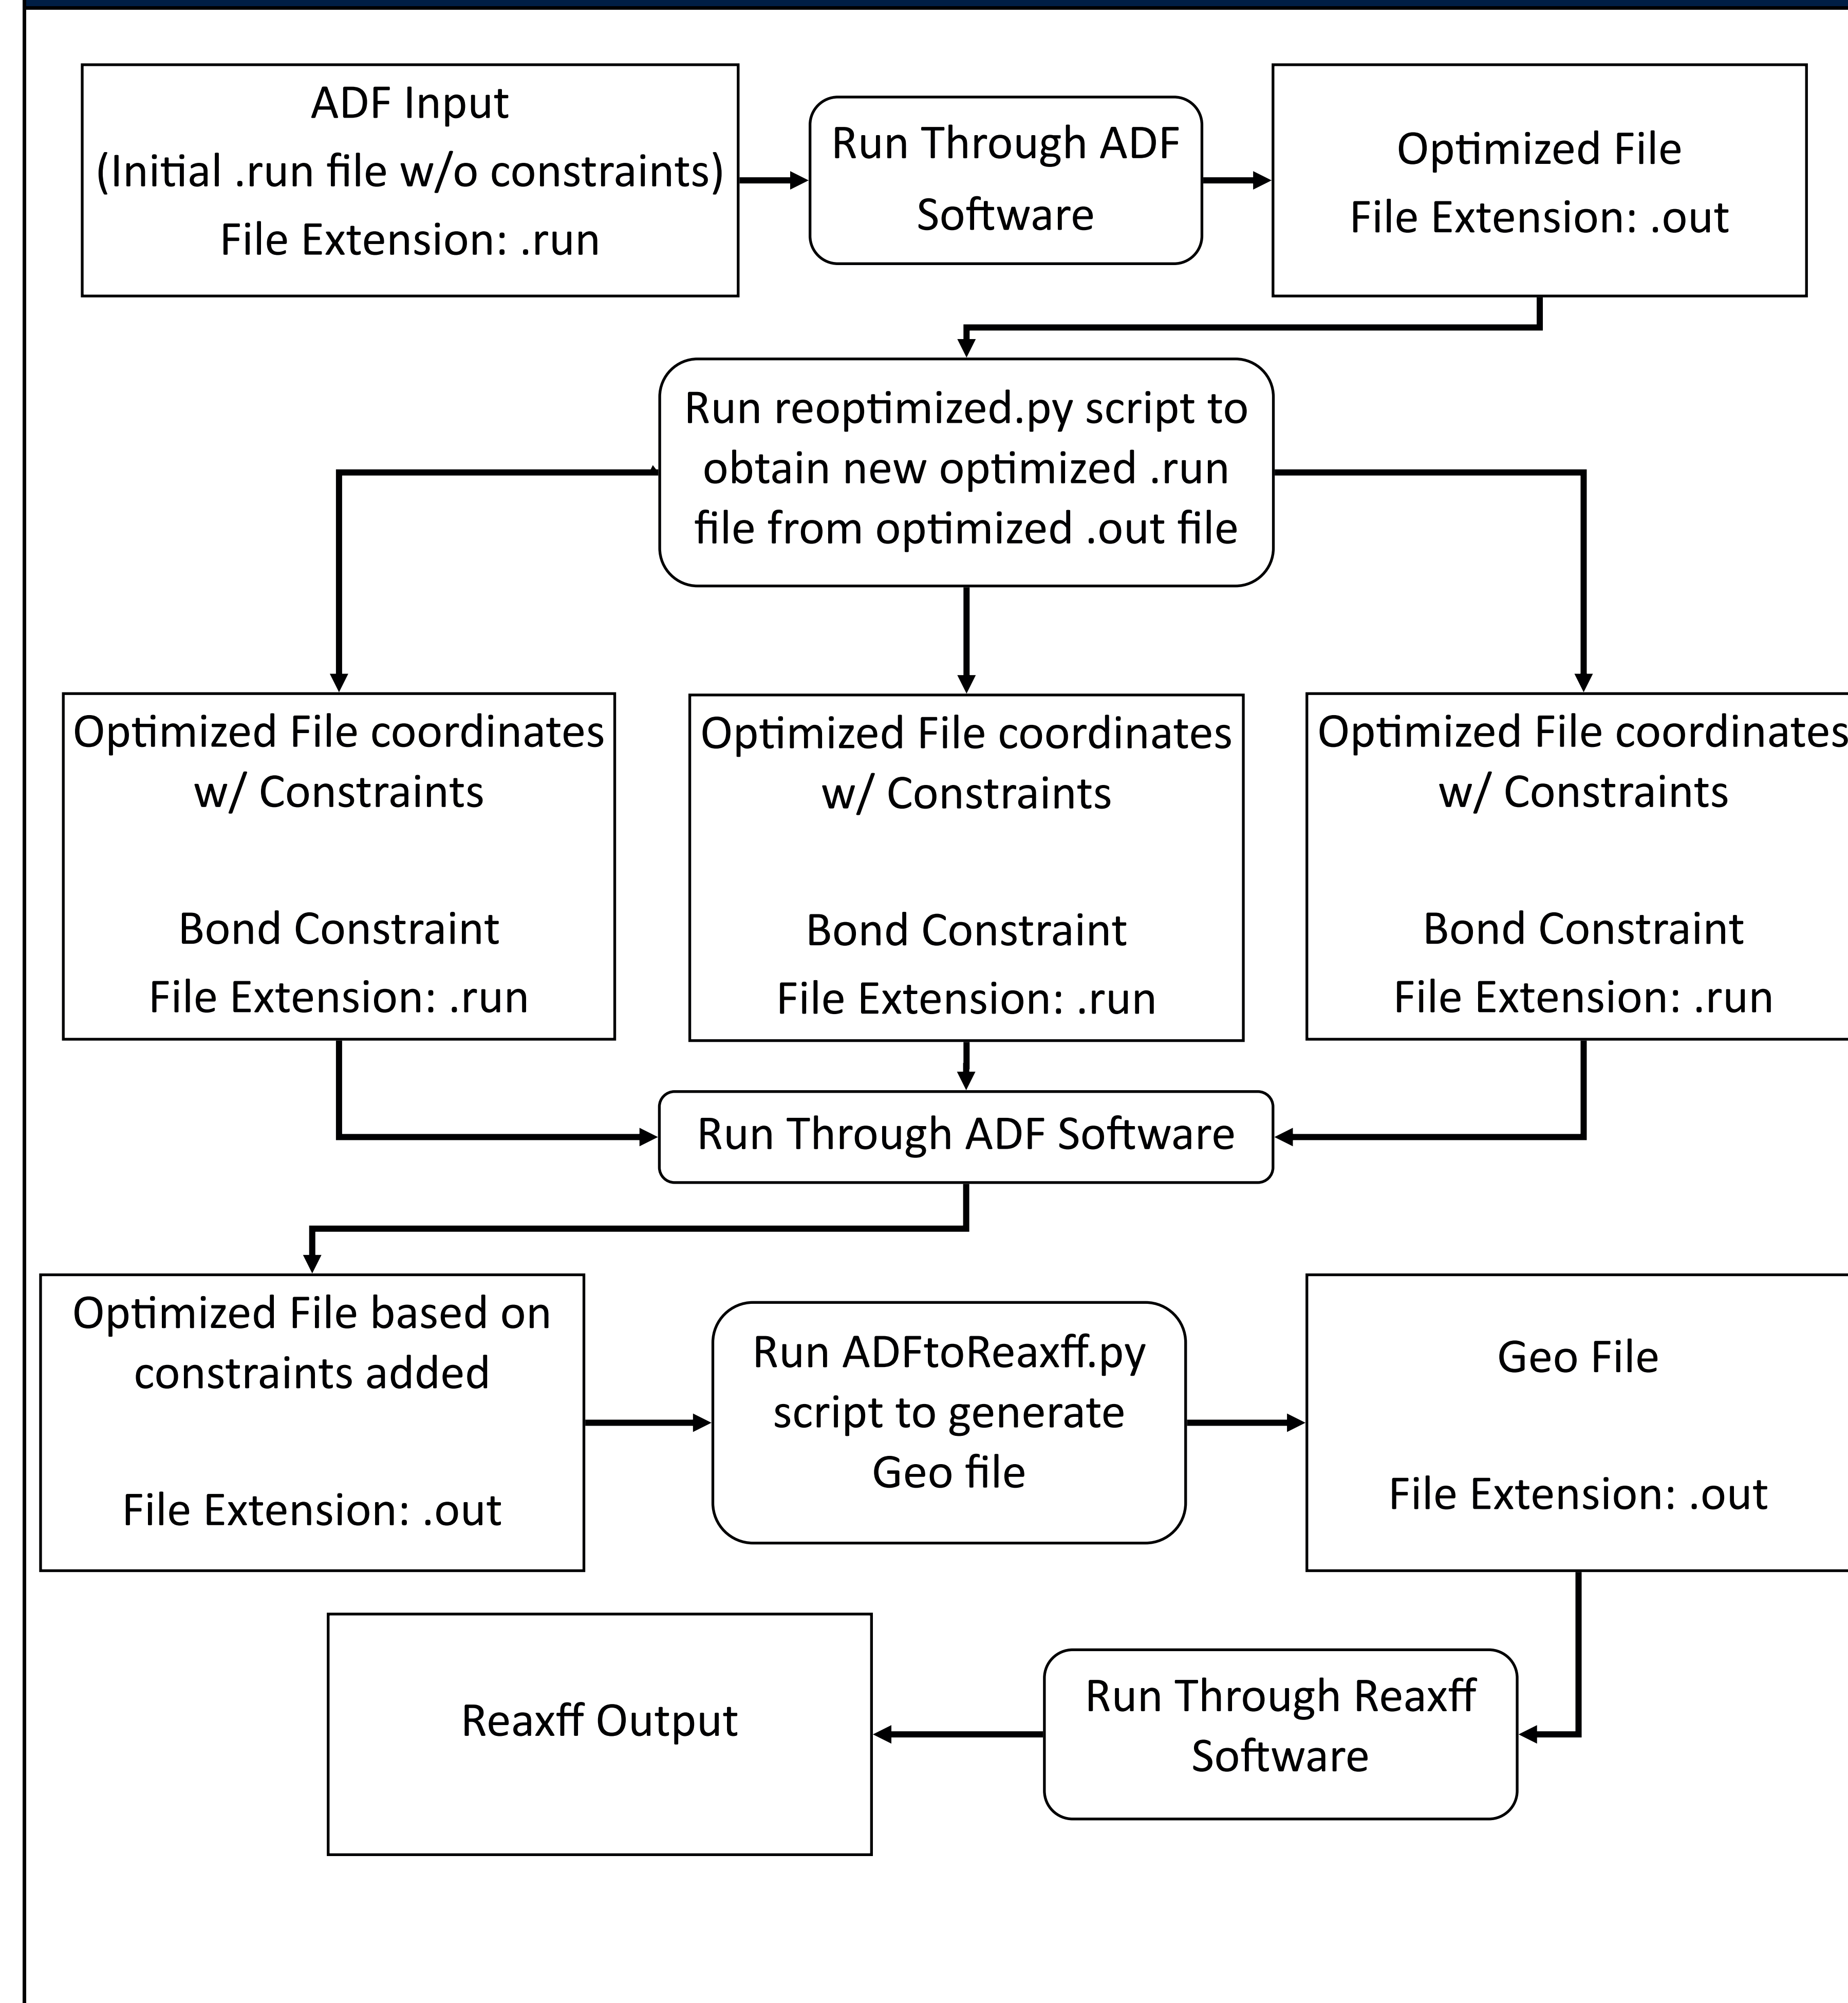 ADF Input
(Initial .run file w/o constraints)
File Extension: .run
Run Through ADF
Software
Optimized File
File Extension: .out
Run reoptimized.py script to
obtain new optimized .run
file from optimized .out file
Optimized File coordinates
w/ Constraints
Bond Constraint
File Extension: .run
Optimized File coordinates
w/ Constraints
Bond Constraint
File Extension: .run
Optimized File coordinates
w/ Constraints
Bond Constraint
File Extension: .run
Run Through ADF Software
Optimized File based on
constraints added
File Extension: .out
Run ADFtoReaxff.py
script to generate
Geo file
Geo File
File Extension: .out
Reaxff Output
Run Through Reaxff
Software